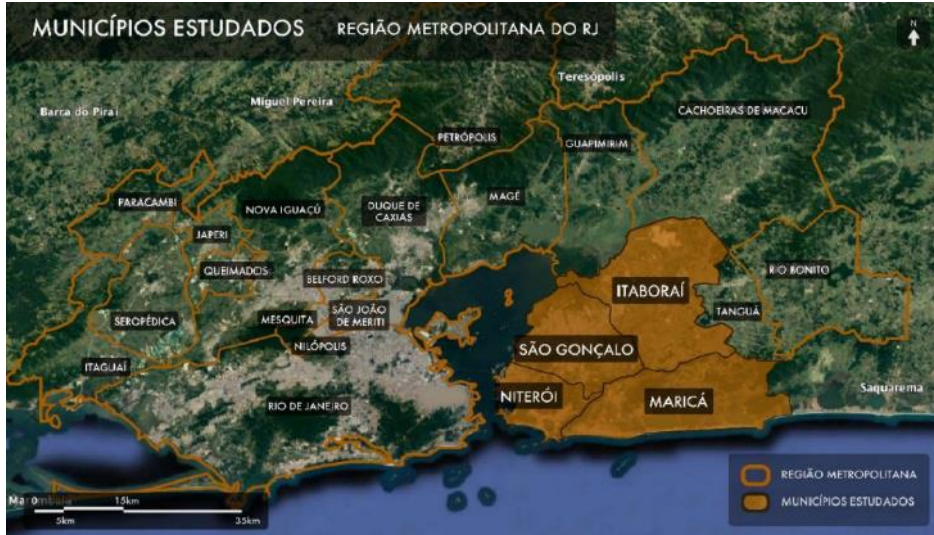 MUNICÍPIOS ESTUDADOS REGIÃO METROPOLITANA DO RJ
N
Teresópolis
Barra do Piraí
Miguel Pereira
CACHOEIRAS DE MACACU
PETRÓPOLIS
GUAPIMIRIM
PARACAMBI
NOVA IGUAÇÚ
DUQUE DE
CAXIAS
MAGÉ
JAPERI
QUEIMADOS
BELFORD ROXO
RIO BONITO
ITABORAÍ
SEROPÉDICA
MESQUITA
SÃO JOÃO
DE MERITI
TANGUÁ
NILÓPOLIS
SÃO GONÇALO
ITAGUAÍ
Saquarema
NITERÓI
MARICÁ
RIO DE JANEIRO
REGIÃO METROPOLITANA
MUNICÍPIOS ESTUDADOS
Marombaia
15km
5km
35km